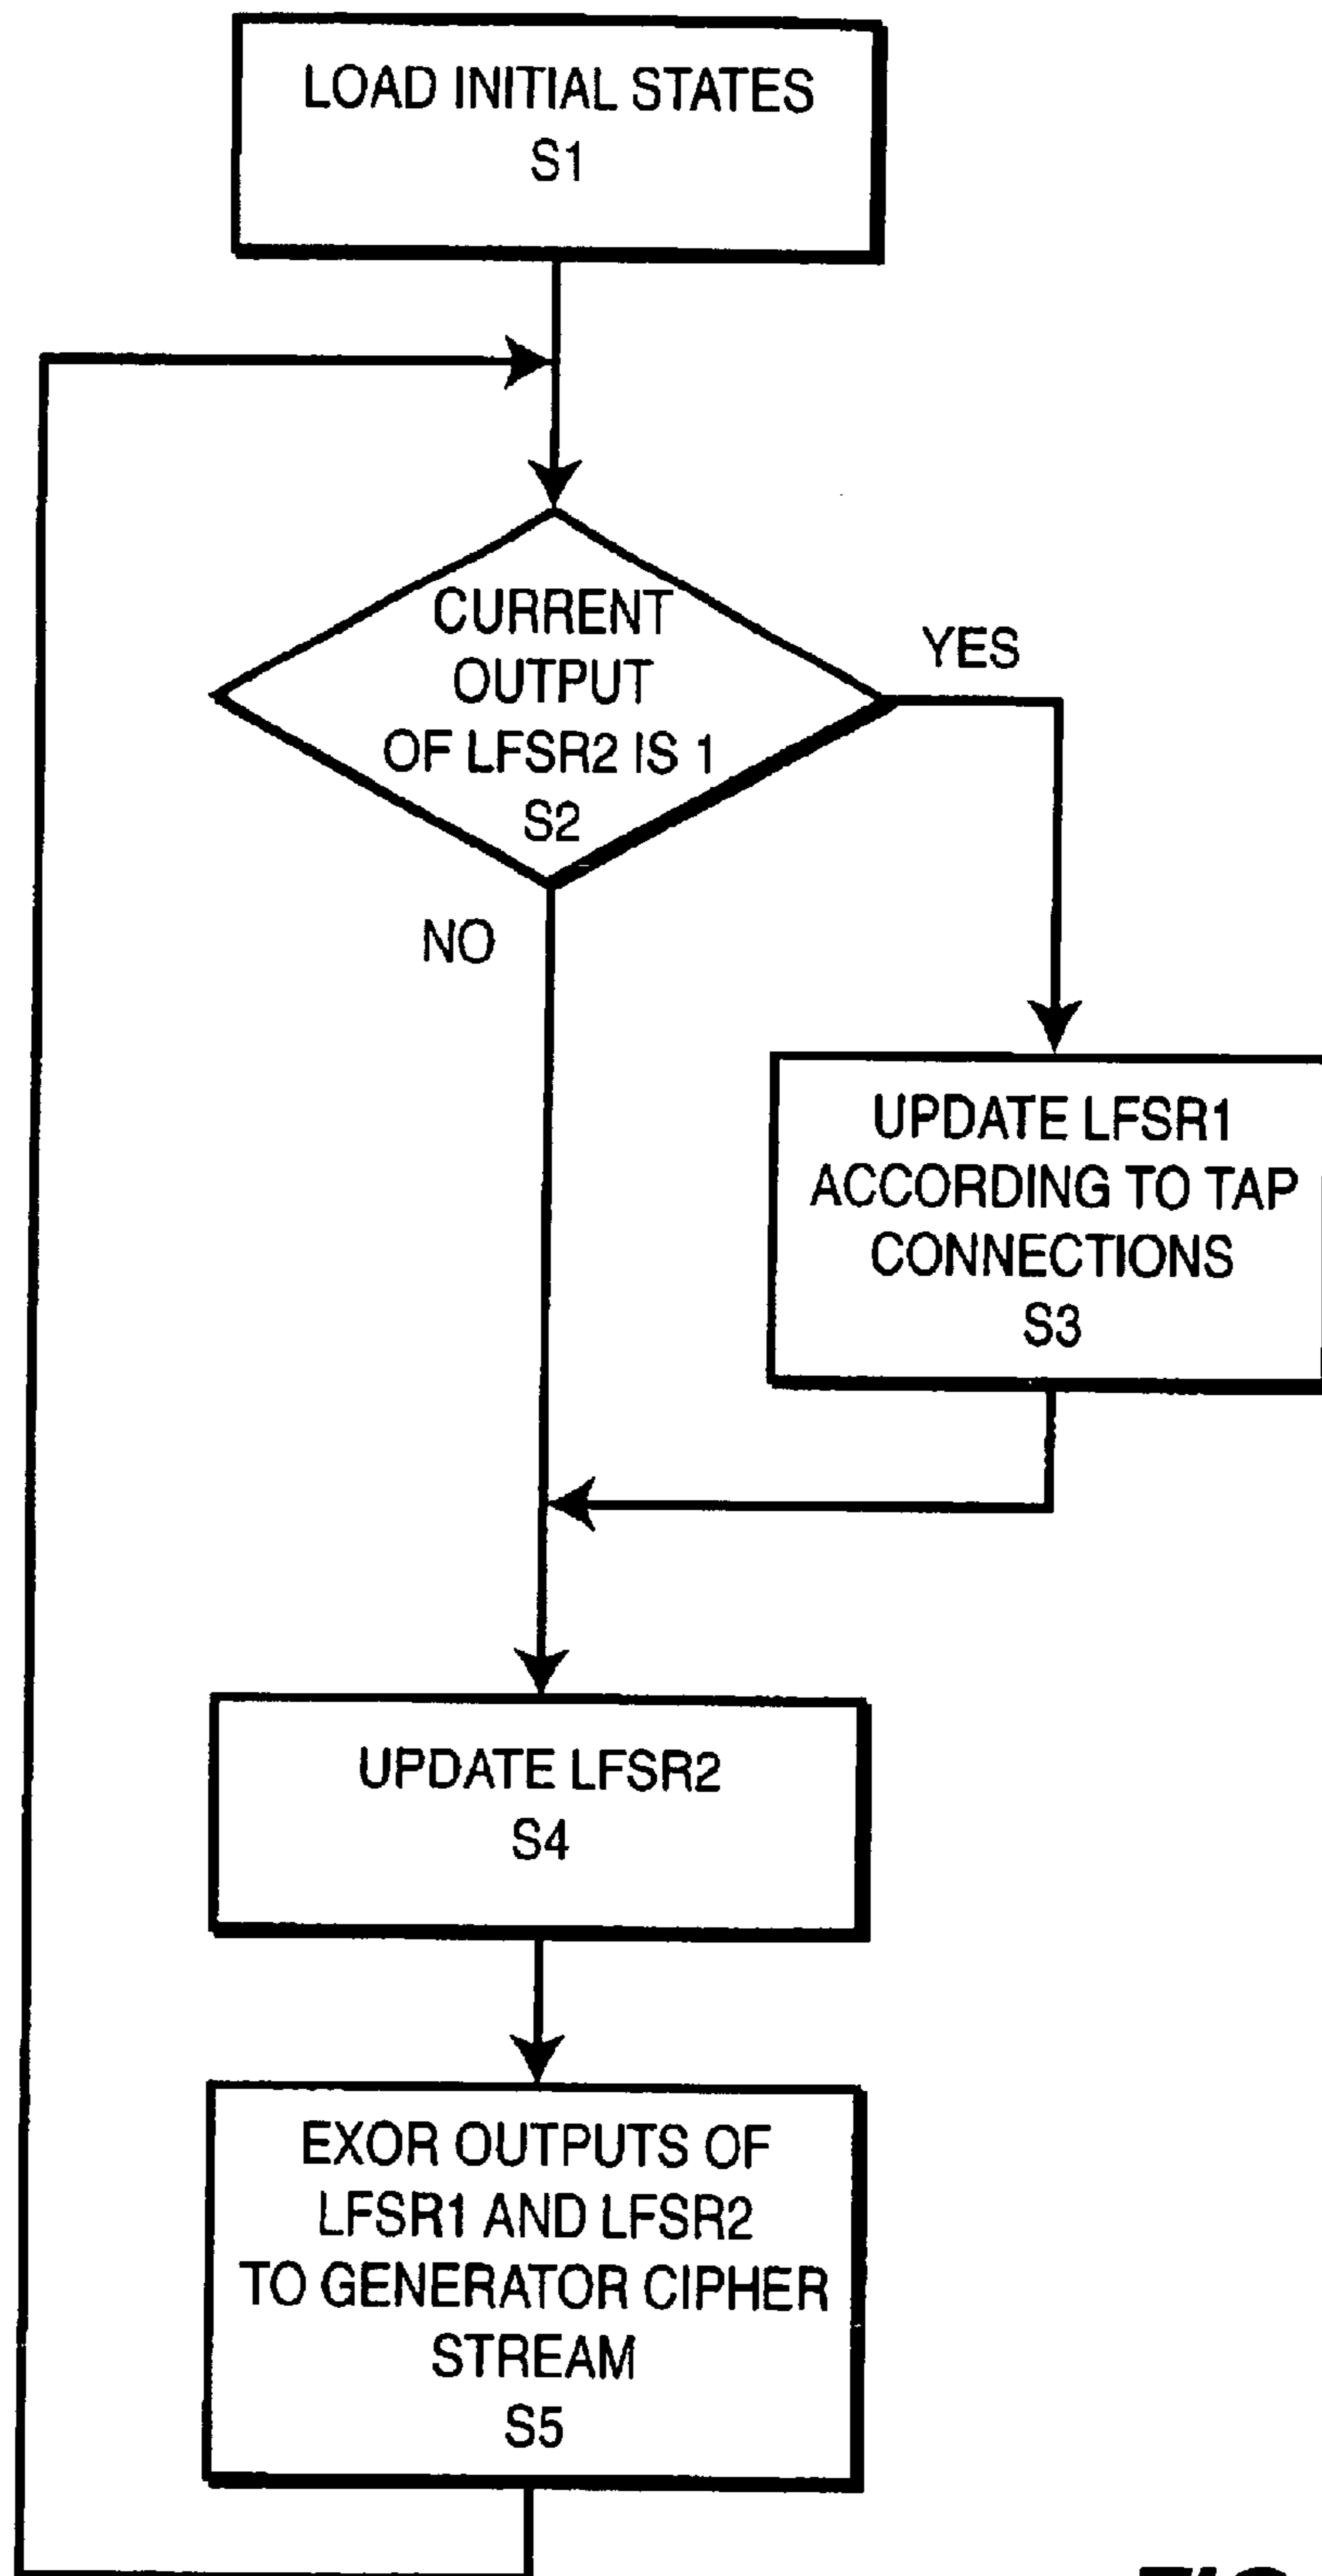 LOAD INITIAL STATES
S1
CURRENT
OUTPUT
OF LFSR2 IS 1
S2
YES
NO
UPDATE LFSR1
ACCORDING TO TAP
CONNECTIONS
S3
UPDATE LFSR2
S4
EXOR OUTPUTS OF
LFSR1 AND LFSR2
TO GENERATOR CIPHER
STREAM
S5